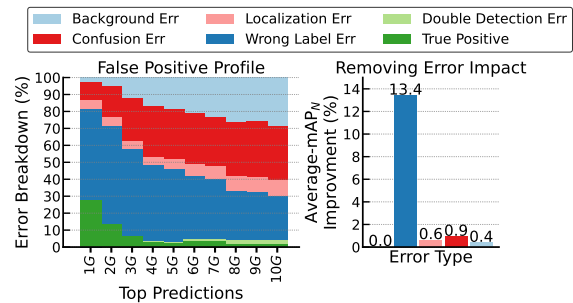 Background Err
Localization Err
Double Detection Err
Confusion Err
Wrong Label Err
True Positive
False Positive Profile
Error Breakdown (%)
100
90
80
70
60
50
40
30
20
10
0
1G
2G
3G
4G
5G
6G
7G
8G
9G
10G
Top Predictions
Removing Error Impact
Average-mAP_N
Improvment (%)
14
12
10
8
6
4
2
0
0.0
13.4
0.6
0.9
0.4
Error Type